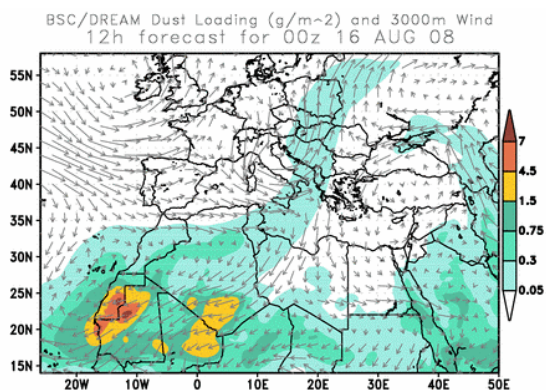 BSC/DREAM Dust Loading (g/m^2) and 3000m Wind
12h forecast for 00z 16 AUG 08
55N
50N
45N
40N
35N
30N
25N
20N
15N
20W 10W 0 10E 20E 30E 40E 50E
7
4.5
1.5
0.75
0.3
0.05